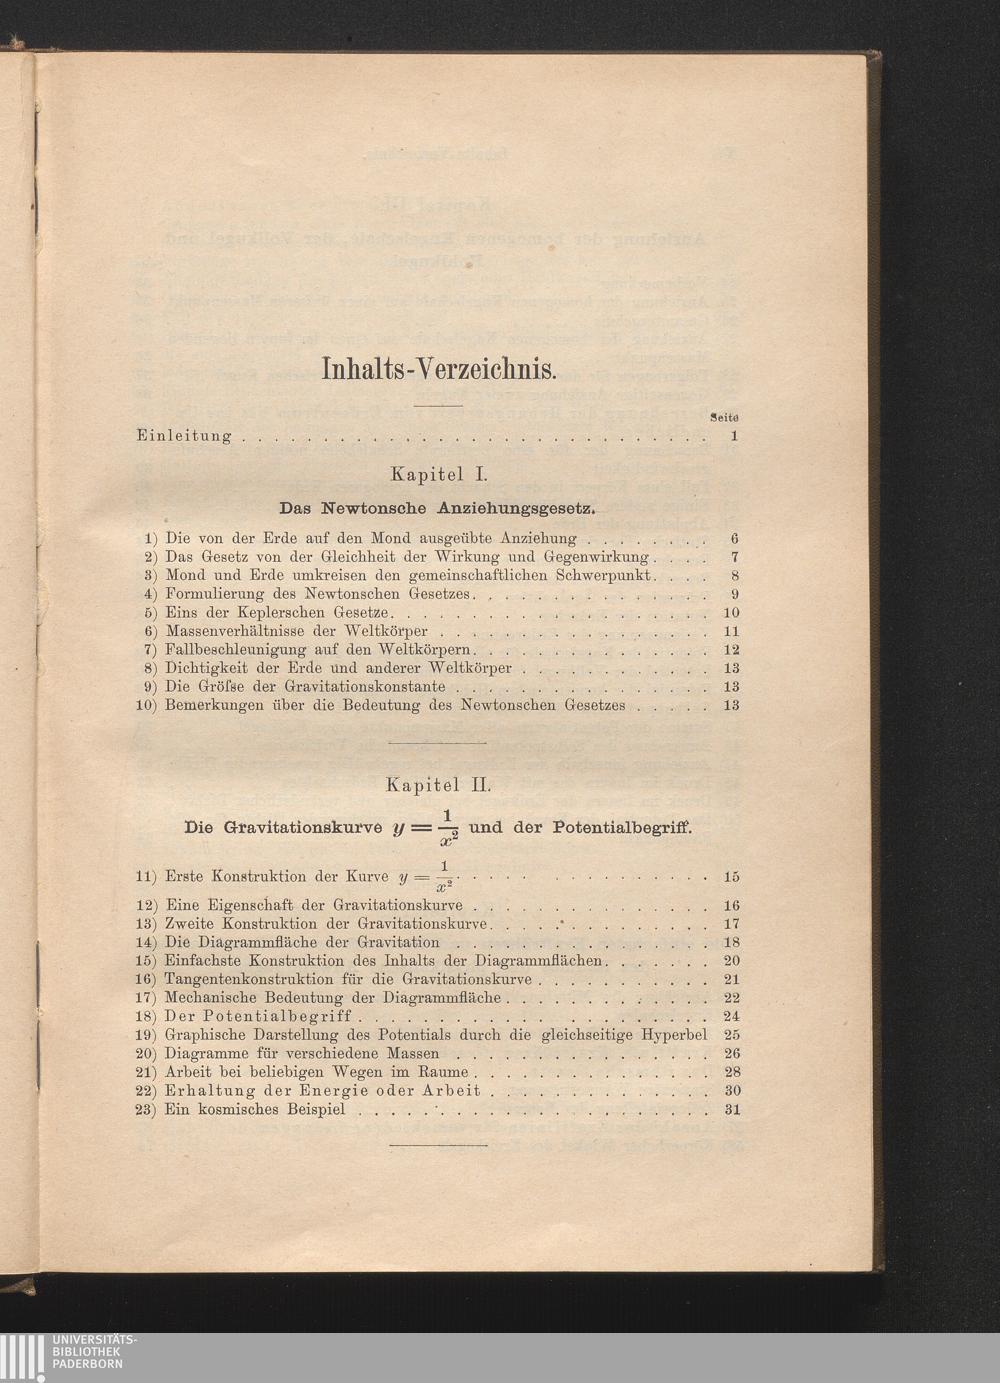 Inhalts-Verzeichnis.
Seite
Einleitung . . . . . . . . . . . . . . . . . . . . . . . . . . . . 1
Kapitel I.
Das Newtonsche Anziehungsgesetz.
1) Die von der Erde auf den Mond ausgeübte Anziehung . . . . . . . . 6
2) Das Gesetz von der Gleichheit der Wirkung und Gegenwirkung . . . . 7
3) Mond und Erde umkreisen den gemeinschaftlichen Schwerpunkt . . . . 8
4) Formulierung des Newtonschen Gesetzes . . . . . . . . . . . . . . 9
5) Eins der Keplerschen Gesetze . . . . . . . . . . . . . . . . . . . 10
6) Massenverhältnisse der Weltkörper . . . . . . . . . . . . . . . . . 11
7) Fallbeschleunigung auf den Weltkörpern . . . . . . . . . . . . . . 12
8) Dichtigkeit der Erde und anderer Weltkörper . . . . . . . . . . . . 13
9) Die Gröſse der Gravitationskonstante . . . . . . . . . . . . . . . . 13
10) Bemerkungen über die Bedeutung des Newtonschen Gesetzes . . . . . 13
Kapitel II.
Die Gravitationskurve y = 1/x² und der Potentialbegriff.
11) Erste Konstruktion der Kurve y = 1/x² . . . . . . . . . . . . . . . 15
12) Eine Eigenschaft der Gravitationskurve . . . . . . . . . . . . . . . 16
13) Zweite Konstruktion der Gravitationskurve . . . . . . . . . . . . . 17
14) Die Diagrammfläche der Gravitation . . . . . . . . . . . . . . . . 18
15) Einfachste Konstruktion des Inhalts der Diagrammflächen . . . . . . . 20
16) Tangentenkonstruktion für die Gravitationskurve . . . . . . . . . . . 21
17) Mechanische Bedeutung der Diagrammfläche . . . . . . . . . . . . . 22
18) Der Potentialbegriff . . . . . . . . . . . . . . . . . . . . . 24
19) Graphische Darstellung des Potentials durch die gleichseitige Hyperbel 25
20) Diagramme für verschiedene Massen . . . . . . . . . . . . . . . . 26
21) Arbeit bei beliebigen Wegen im Raume . . . . . . . . . . . . . . . 28
22) Erhaltung der Energie oder Arbeit . . . . . . . . . . . . . . 30
23) Ein kosmisches Beispiel . . . . . . . . . . . . . . . . . . . . . 31
UNIVERSITÄTS-
BIBLIOTHEK
PADERBORN